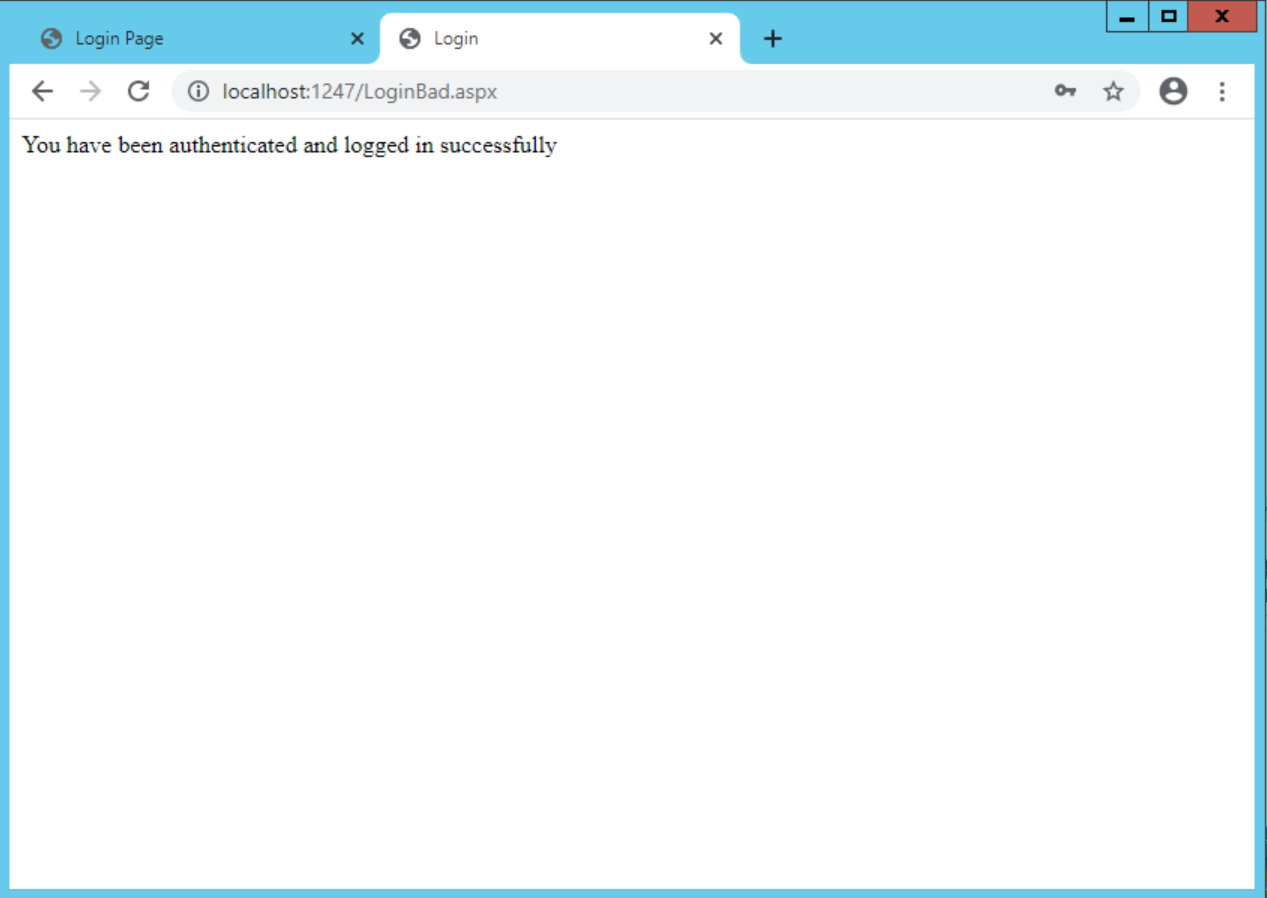 Login Page
Login
localhost:1247/LoginBad.aspx
You have been authenticated and logged in successfully